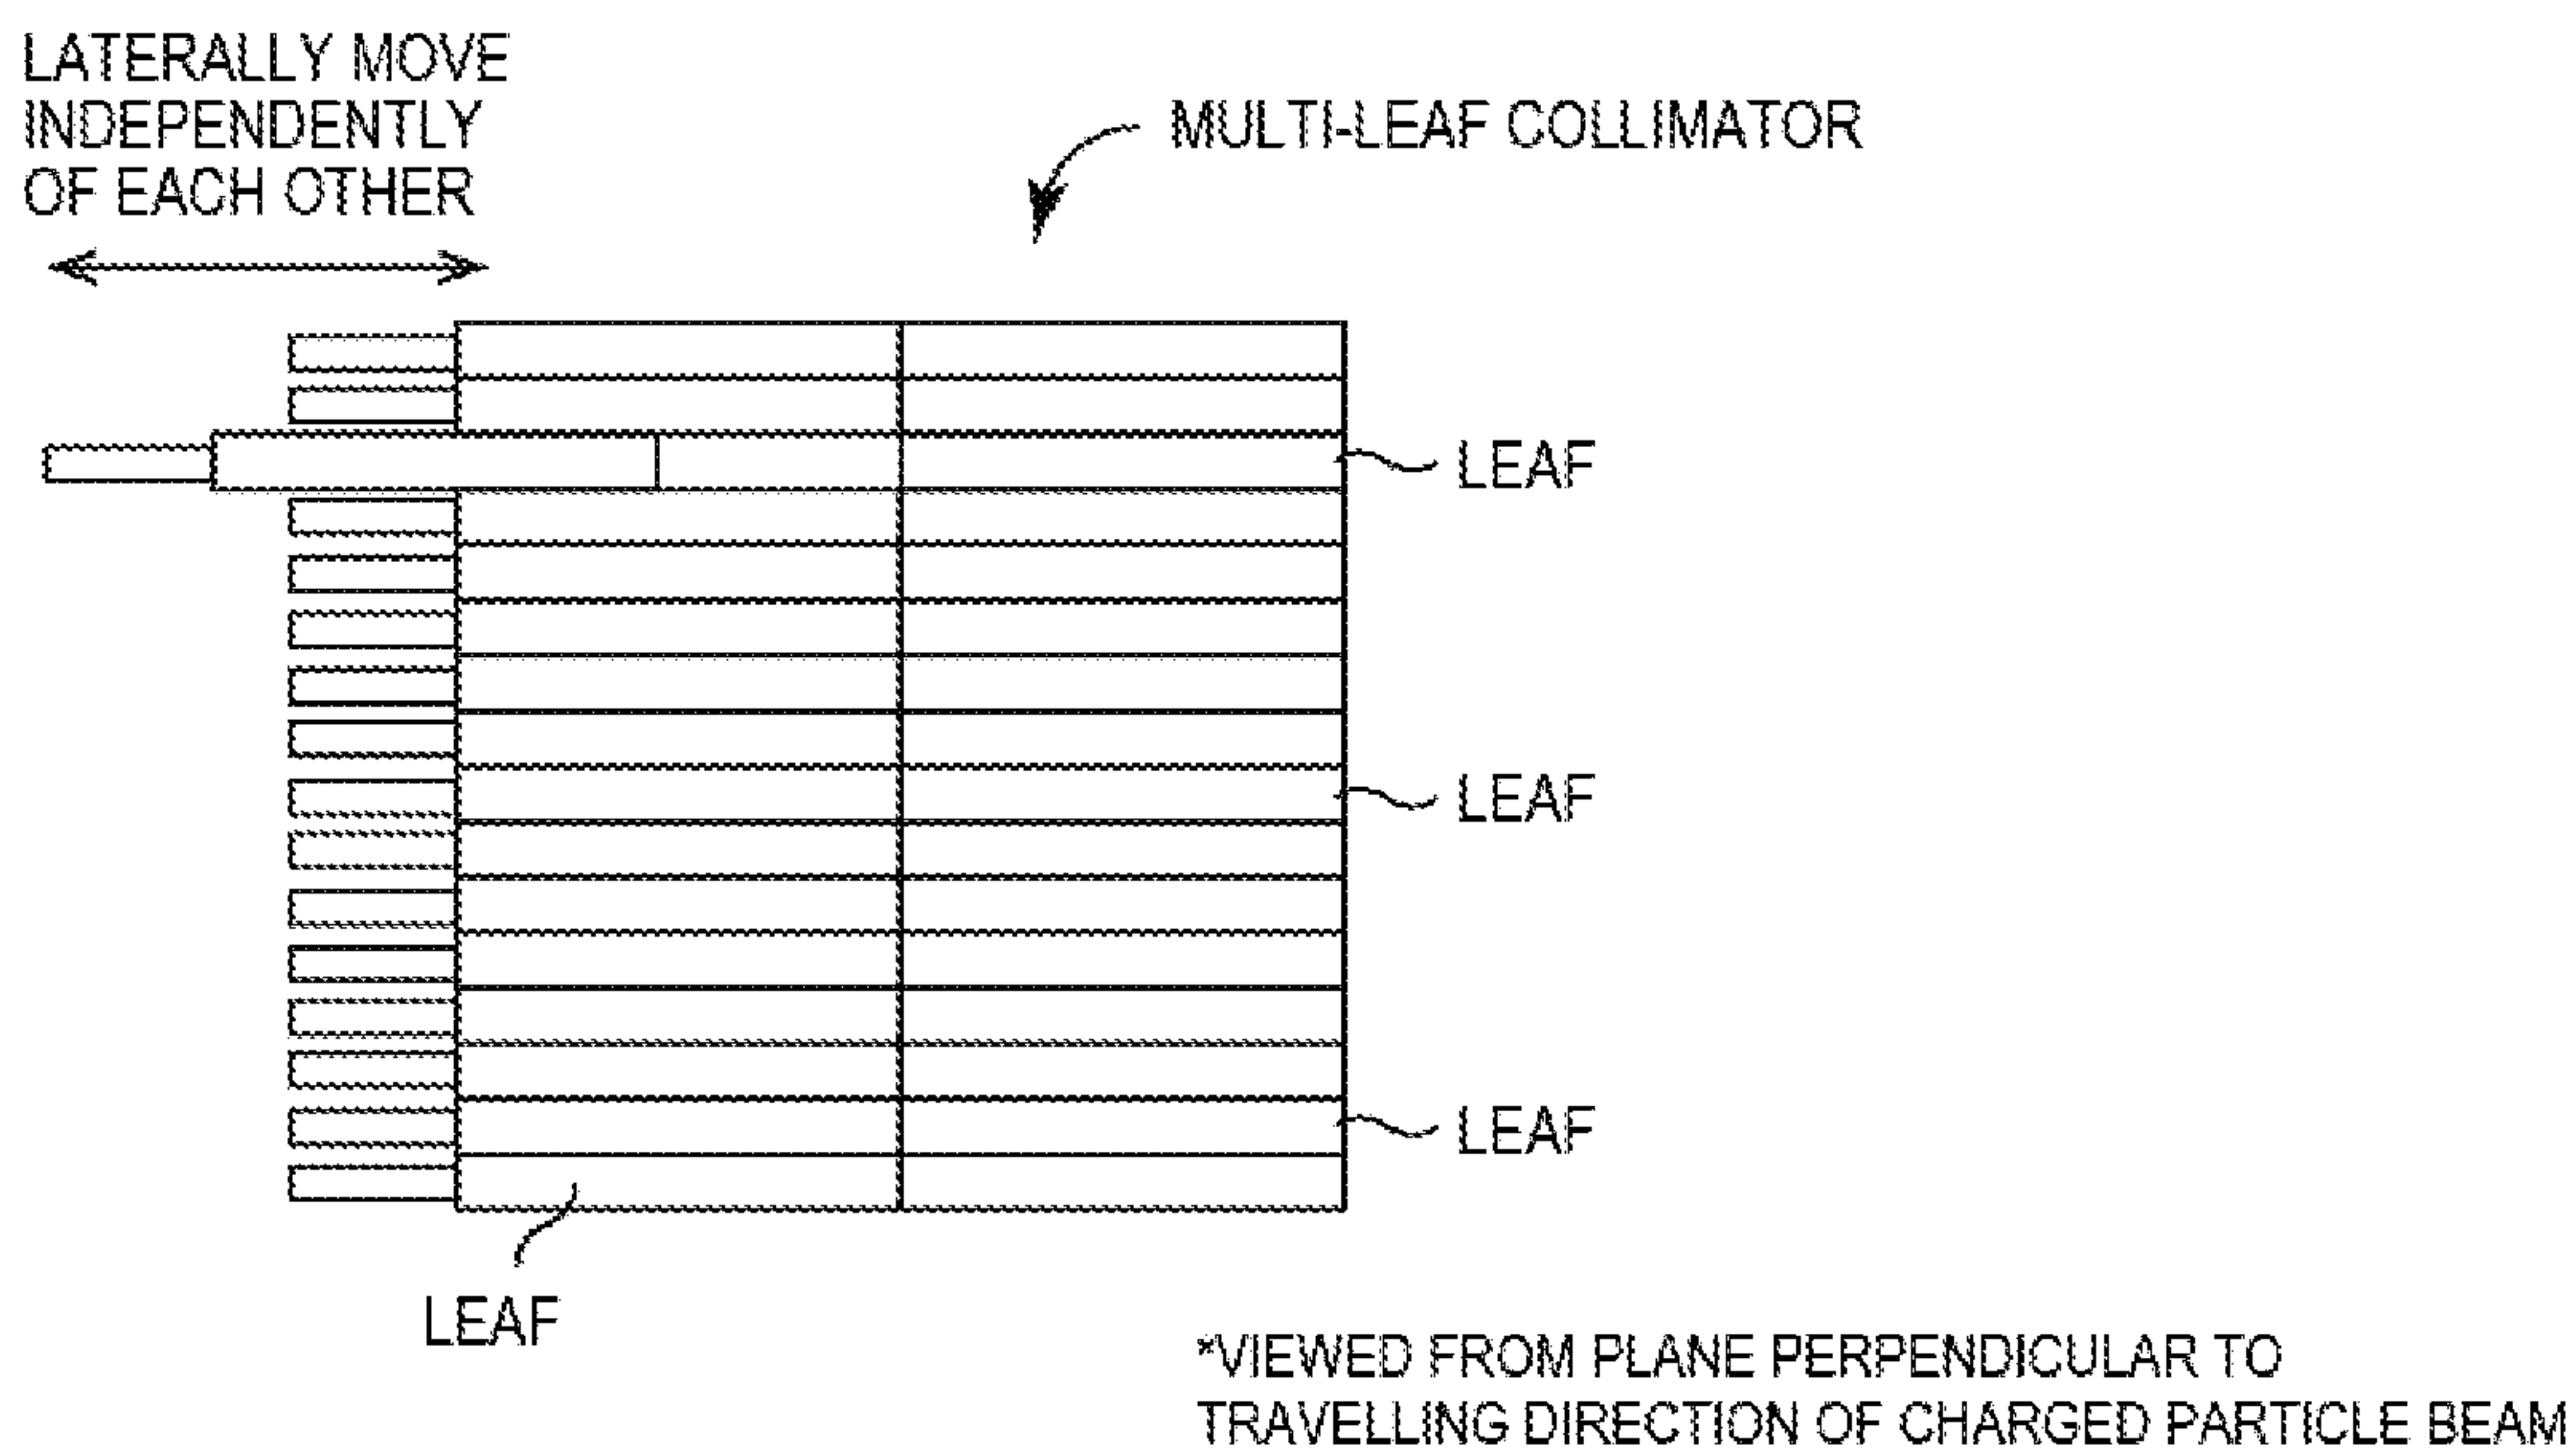 LATERALLY MOVE
INDEPENDENTLY
OF EACH OTHER
MULTI-LEAF COLLIMATOR
LEAF
LEAF
LEAF
LEAF
*VIEWED FROM PLANE PERPENDICULAR TO
TRAVELLING DIRECTION OF CHARGED PARTICLE BEAM